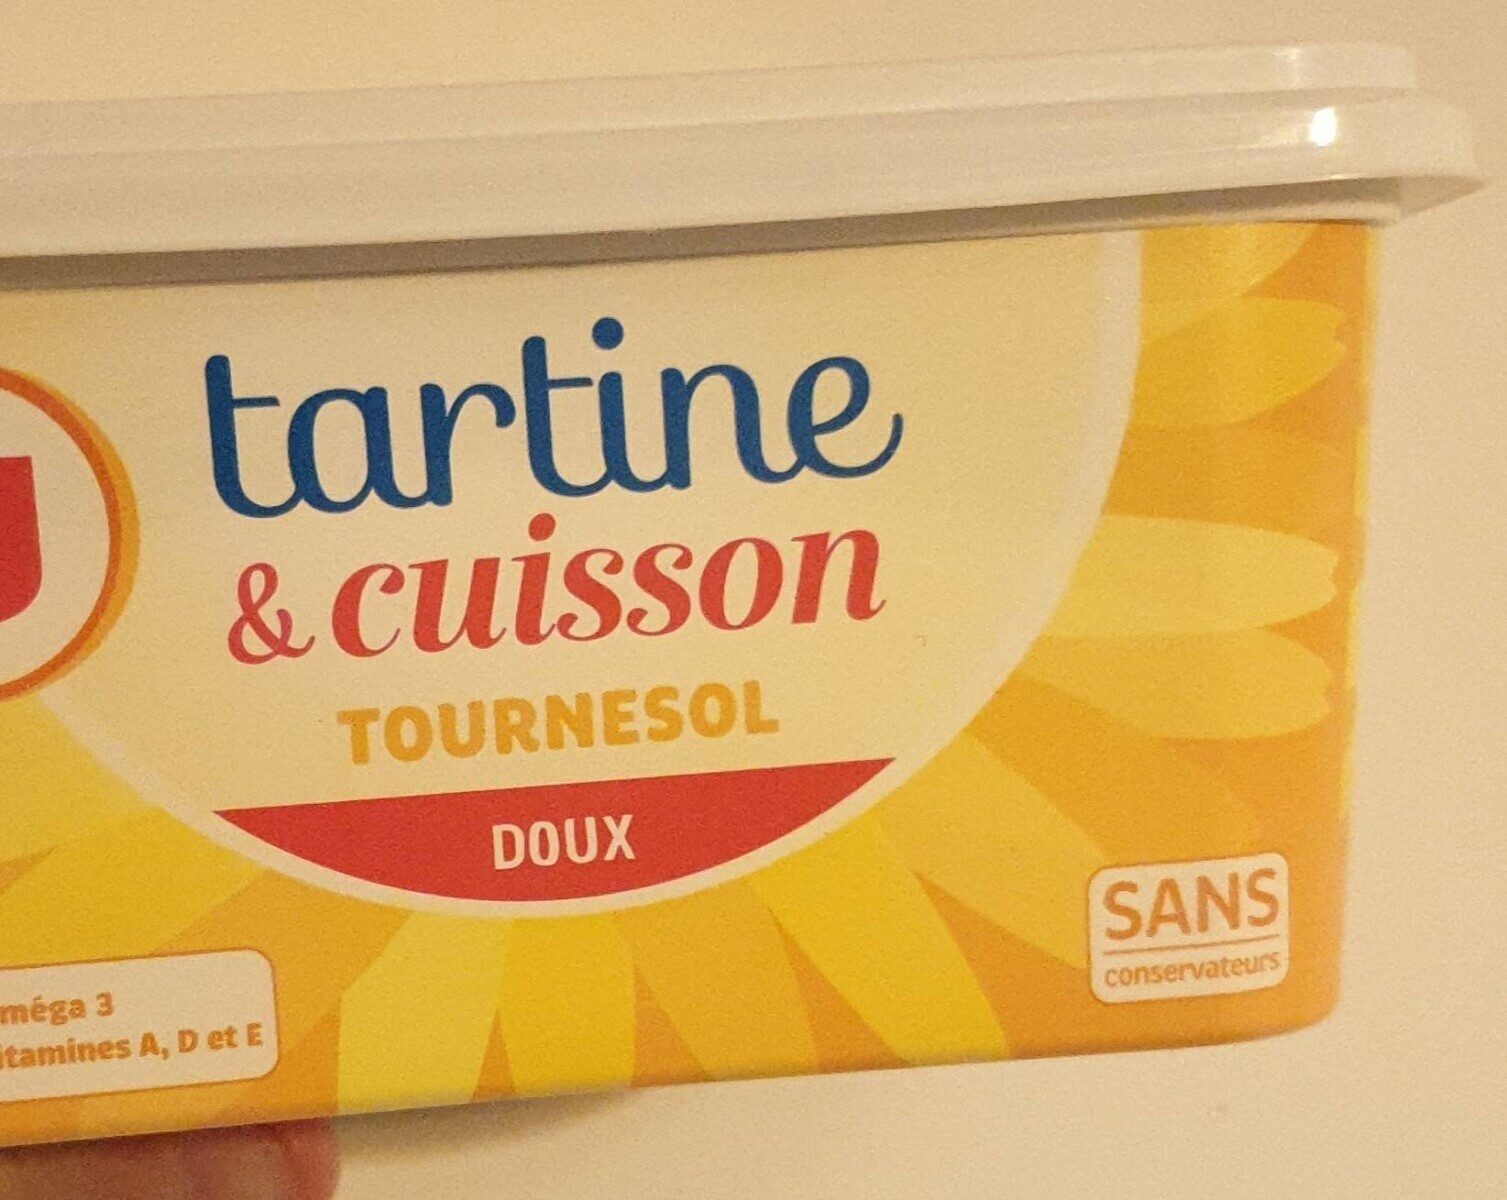 tartine
& cuisson
TOURNESOL
DOUX
SANS
conservateurs
méga 3
itamines A, D et E